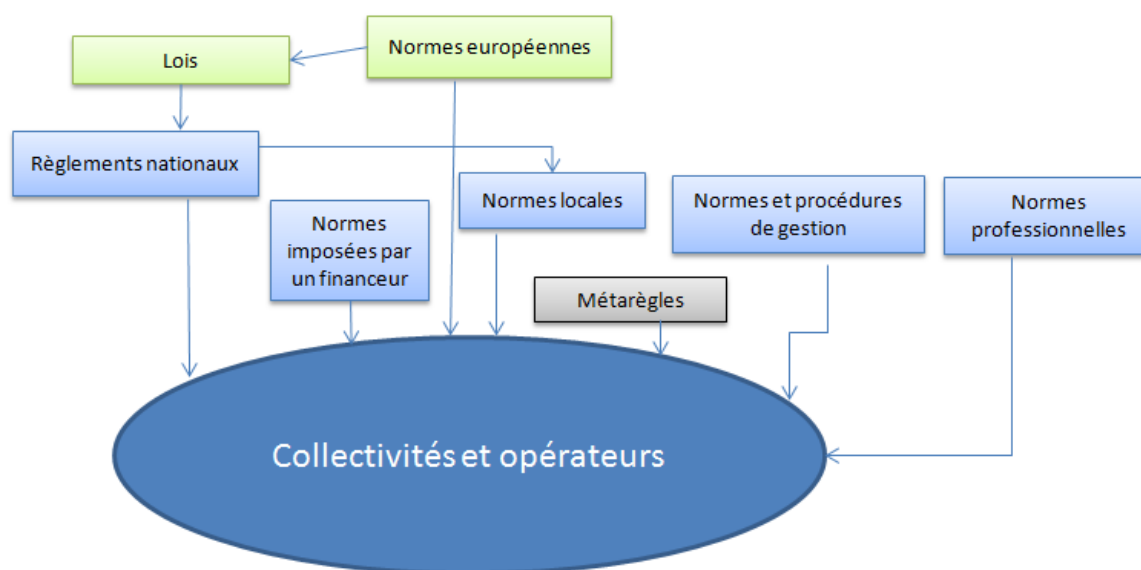 Normes européennes
Lois
Règlements nationaux
Normes locales
Normes et procédures
de gestion
Normes
professionnelles
Normes
imposées par
un financeur
Métarègles
Collectivités et opérateurs